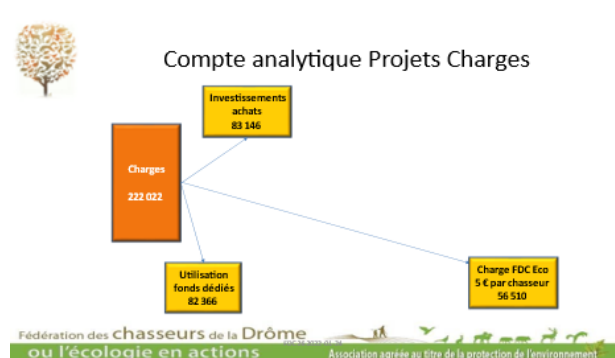 Compte analytique Projets Charges
Investissements
achats
83 146
Charges
222 022
Utilisation
fonds dédiés
82 366
Charge FDC Eco
5 € par chasseur
56 510
Fédération des chasseurs de la Drôme
ou l'écologie en actions
Association agréée au titre de la protection de l'environnement